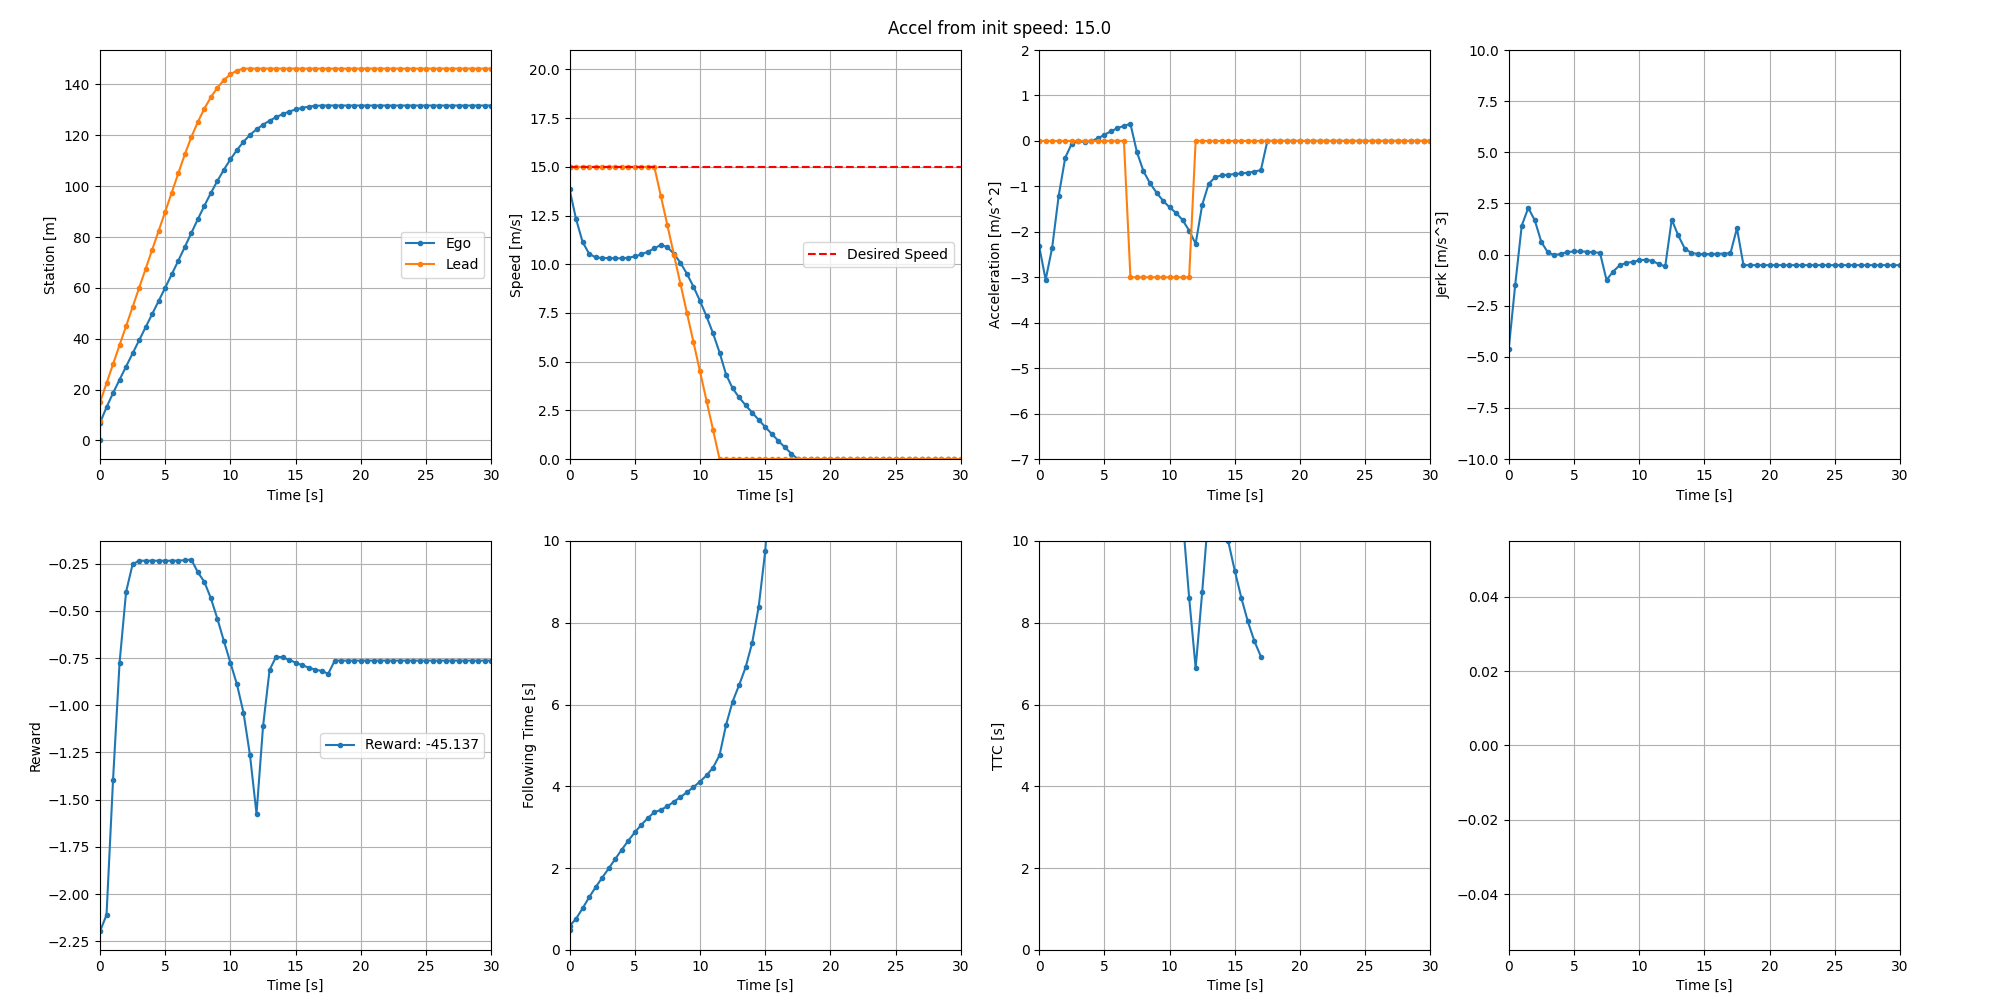 Accel from init speed: 15.0
140
120
100
80
60
40
20
0
Station [m]
Ego
Lead
0 5 10 15 20 25 30
Time [s]
20.0
17.5
15.0
12.5
10.0
7.5
5.0
2.5
0.0
Speed [m/s]
Desired Speed
0 5 10 15 20 25 30
Time [s]
2
1
0
−1
−2
−3
−4
−5
−6
−7
Acceleration [m/s^2]
0 5 10 15 20 25 30
Time [s]
10.0
7.5
5.0
2.5
0.0
−2.5
−5.0
−7.5
−10.0
Jerk [m/s^3]
0 5 10 15 20 25 30
Time [s]
−0.25
−0.50
−0.75
−1.00
−1.25
−1.50
−1.75
−2.00
−2.25
Reward
Reward: -45.137
0 5 10 15 20 25 30
Time [s]
10
8
6
4
2
0
Following Time [s]
0 5 10 15 20 25 30
Time [s]
10
8
6
4
2
0
TTC [s]
0 5 10 15 20 25 30
Time [s]
0.04
0.02
0.00
−0.02
−0.04
0 5 10 15 20 25 30
Time [s]